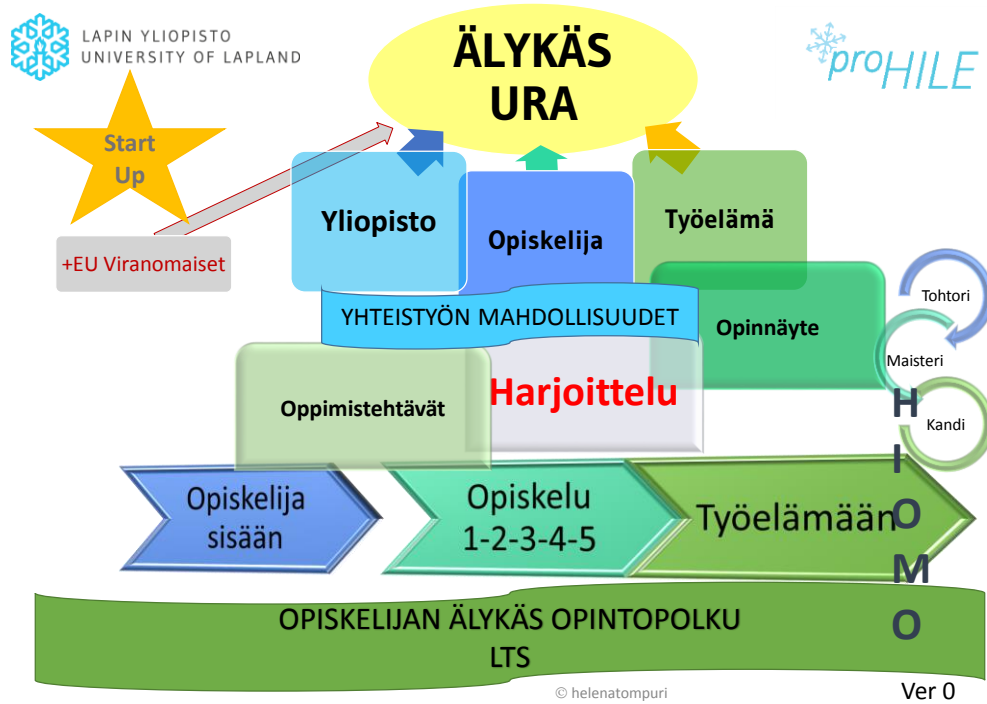 LAPIN YLIOPISTO
UNIVERSITY OF LAPLAND
ÄLYKÄS
URA
proHILE
Start
Up
+EU Viranomaiset
Yliopisto
Opiskelija
Työelämä
YHTEISTYÖN MAHDOLLISUUDET
Opinnäyte
Tohtori
Maisteri
Kandi
Oppimistehtävät
Harjoittelu
HIOMO
Opiskelija
sisään
Opiskelu
1-2-3-4-5
Työelämään
OPISKELIJAN ÄLYKÄS OPINTOPOLKU
LTS
© helenatompuri
Ver 0